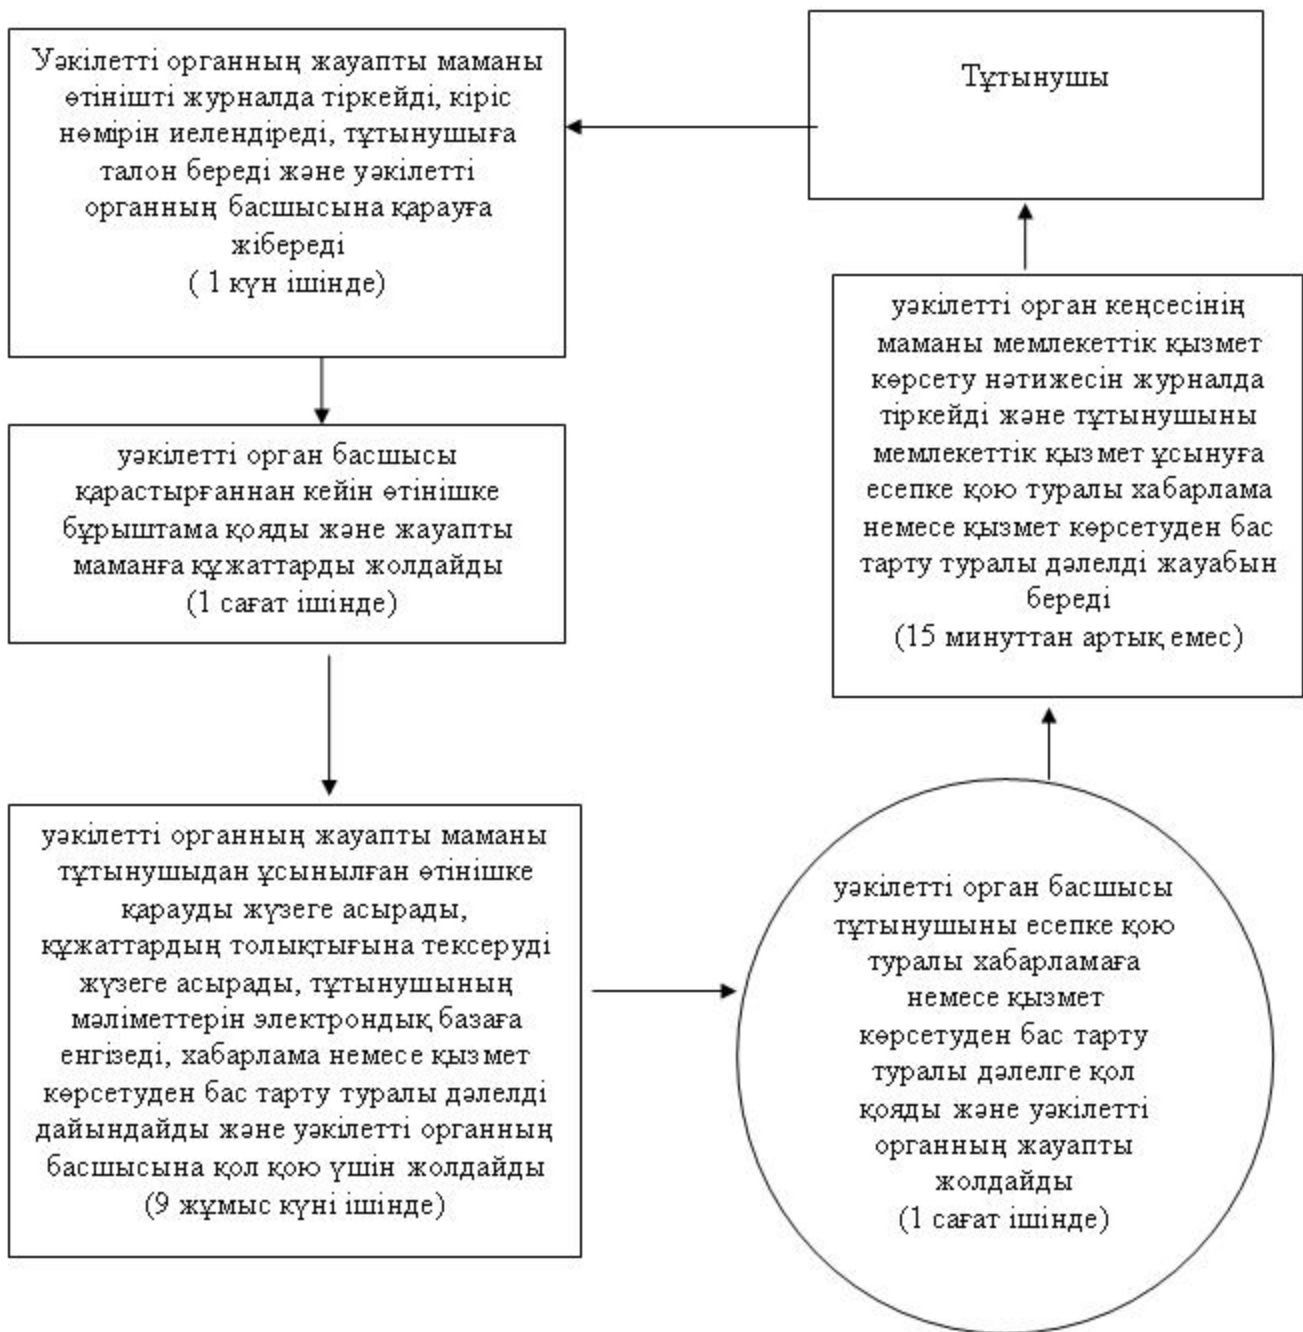 Уәкілетті органның жауапты маманы
өтінішті журналда тіркейді, кіріс
нөмірін иелендіреді, тұтынушыға
талон береді және уәкілетті
органның басшысына қарауға
жібереді
( 1 күн ішінде)
Тұтынушы
уәкілетті орган басшысы
қарастырғаннан кейін өтінішке
бұрыштама қояды және жауапты
маманға құжаттарды жолдайды
(1 сағат ішінде)
уәкілетті органның жауапты маманы
тұтынушыдан ұсынылған өтінішке
қарауды жүзеге асырады,
құжаттардың толықтығына тексеруді
жүзеге асырады, тұтынушының
мәліметтерін электрондық базаға
енгізеді, хабарлама немесе қызмет
көрсетуден бас тарту туралы дәлелді
дайындайды және уәкілетті органның
басшысына қол қою үшін жолдайды
(9 жұмыс күні ішінде)
уәкілетті орган басшысы
тұтынушыны есепке қою
туралы хабарламаға
немесе қызмет
көрсетуден бас тарту
туралы дәлелге қол
қояды және уәкілетті
органның жауапты
жолдайды
(1 сағат ішінде)
уәкілетті орган кеңсесінің
маманы мемлекеттік қызмет
көрсету нәтижесін журналда
тіркейді және тұтынушыны
мемлекеттік қызмет ұсынуға
есепке қою туралы хабарлама
немесе қызмет көрсетуден бас
тарту туралы дәлелді жауабын
береді
(15 минуттан артық емес)